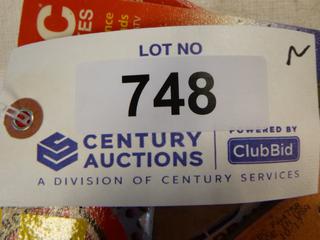 C
LOT NO
748
CENTURY
AUCTIONS
POWERED BY
ClubBid
A DIVISION OF CENTURY SERVICES